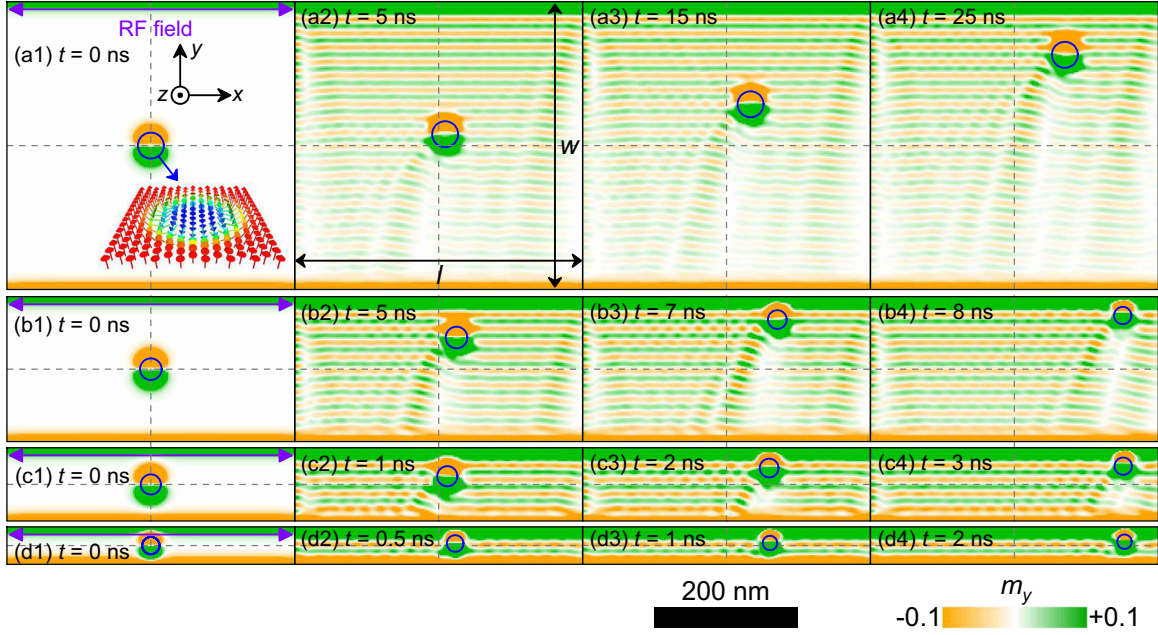 RF field
(a1) t = 0 ns
y
z
x
(a2) t = 5 ns
w
l
(a3) t = 15 ns
(a4) t = 25 ns
(b1) t = 0 ns
(b2) t = 5 ns
(b3) t = 7 ns
(b4) t = 8 ns
(c1) t = 0 ns
(c2) t = 1 ns
(c3) t = 2 ns
(c4) t = 3 ns
(d1) t = 0 ns
(d2) t = 0.5 ns
(d3) t = 1 ns
(d4) t = 2 ns
200 nm
my
-0.1
+0.1